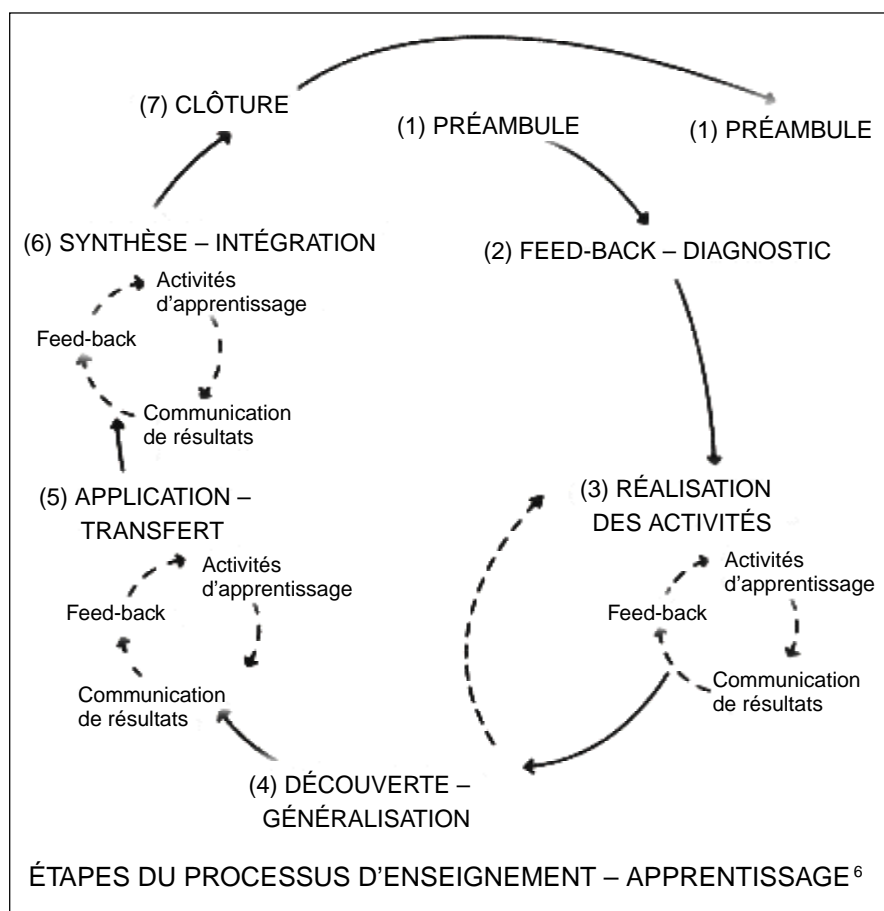 (7) CLÔTURE
(1) PRÉAMBULE
(1) PRÉAMBULE
(2) FEED-BACK – DIAGNOSTIC
(3) RÉALISATION
DES ACTIVITÉS
Activités
d'apprentissage
Feed-back
Communication
de résultats
(4) DÉCOUVERTE –
GÉNÉRALISATION
(5) APPLICATION –
TRANSFERT
Activités
d'apprentissage
Feed-back
Communication
de résultats
(6) SYNTHÈSE – INTÉGRATION
Activités
d'apprentissage
Feed-back
Communication
de résultats
ÉTAPES DU PROCESSUS D'ENSEIGNEMENT – APPRENTISSAGE 6